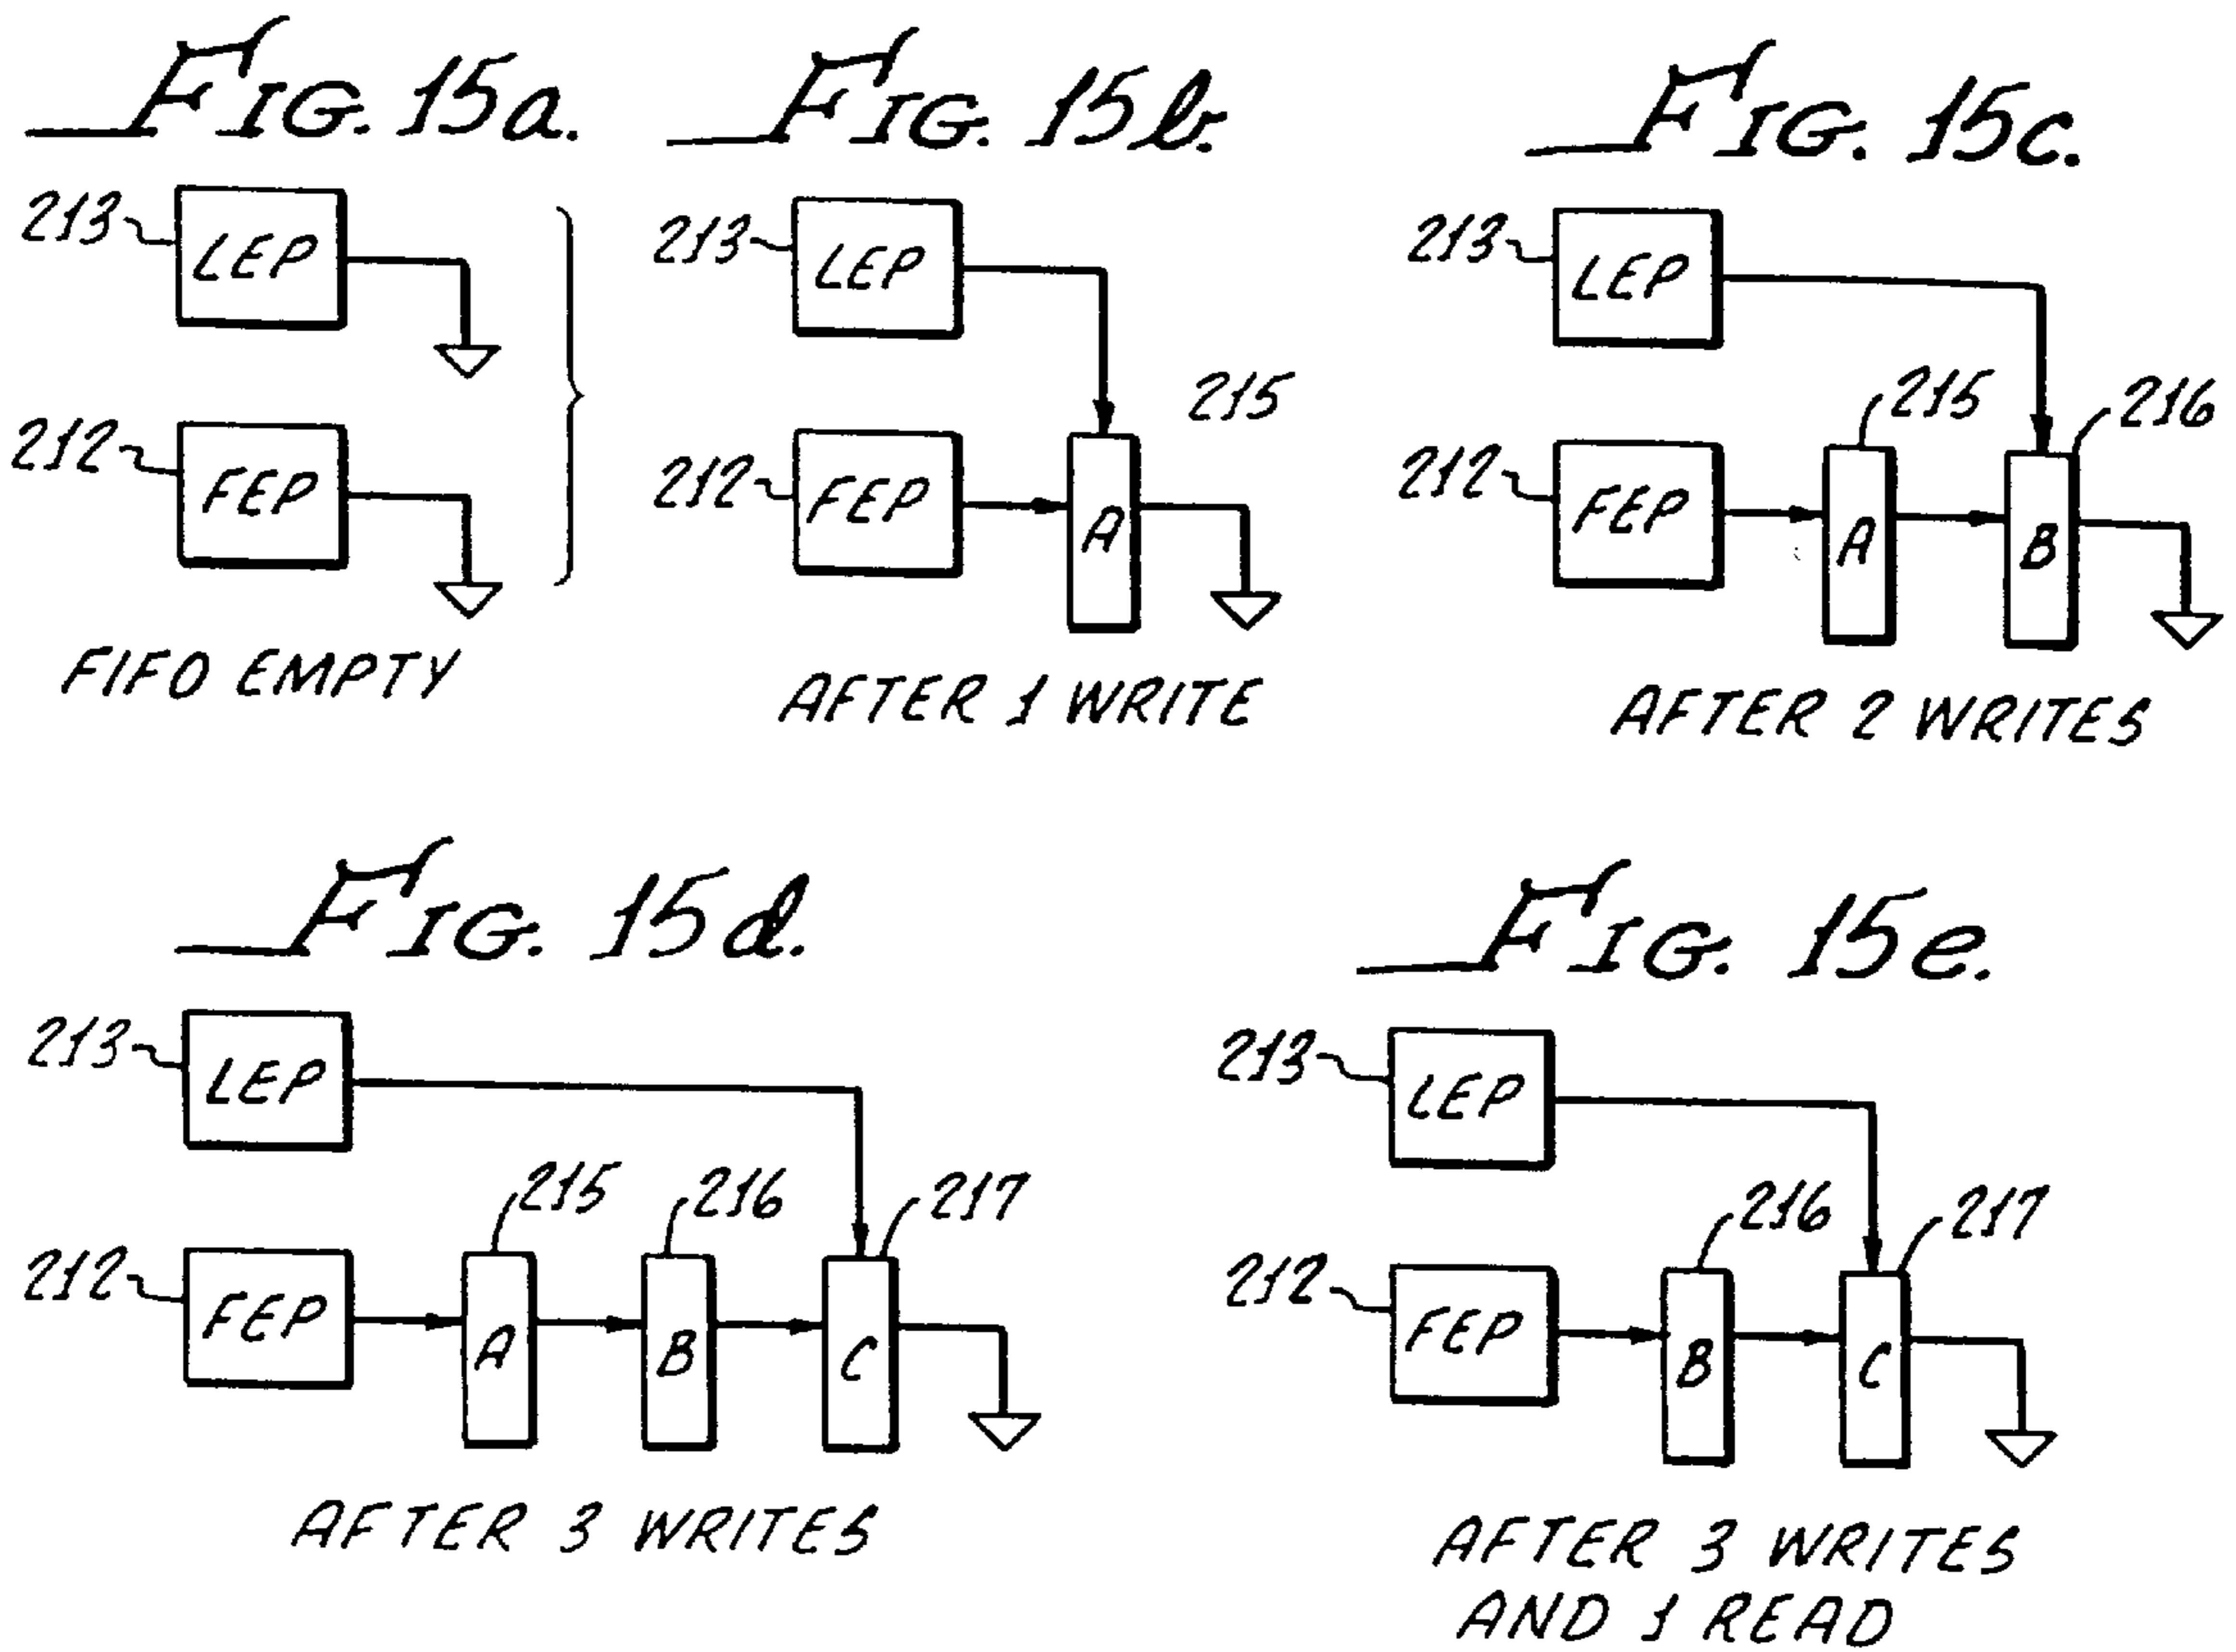 FIG. 15a.
213
LEP
212
FEP
FIFO EMPTY
FIG. 15b.
213
LEP
215
212
FEP
A
AFTER 1 WRITE
FIG. 15c.
213
LEP
215
216
212
FEP
A
B
AFTER 2 WRITES
FIG. 15d.
213
LEP
215
216
217
212
FEP
A
B
C
AFTER 3 WRITES
FIG. 15e.
213
LEP
216
217
212
FEP
B
C
AFTER 3 WRITES
AND 1 READ